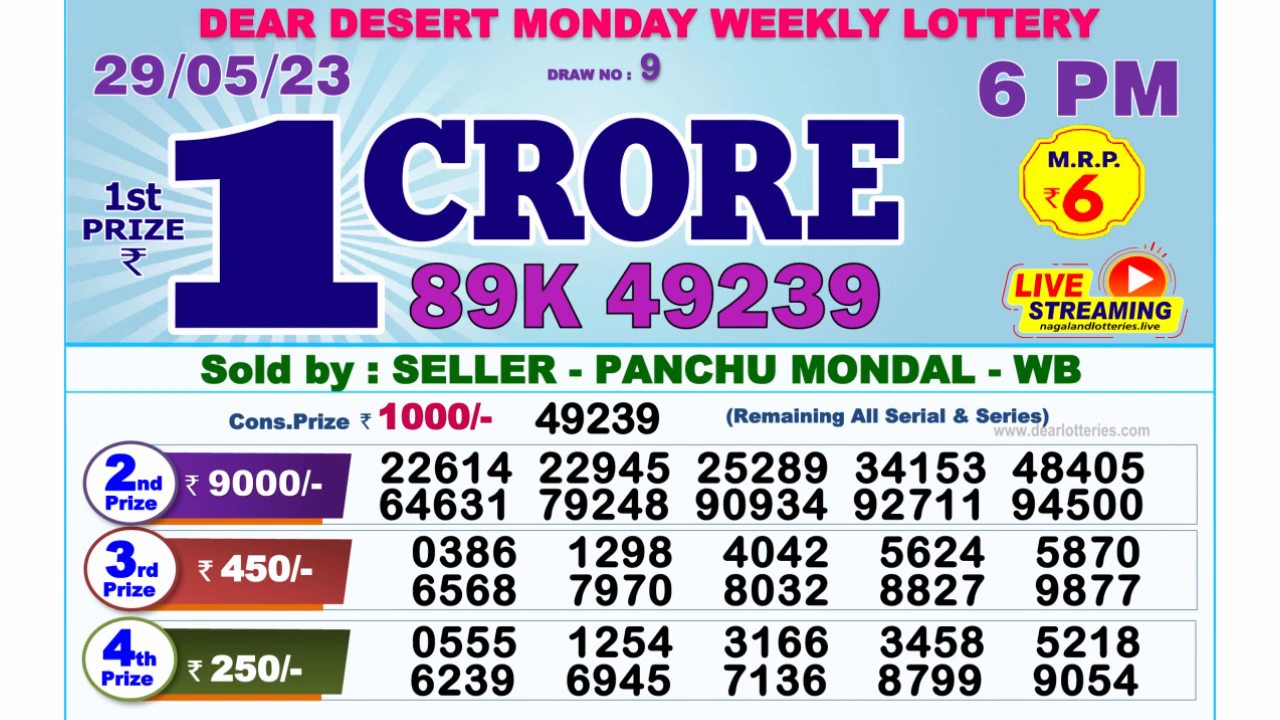 DEAR DESERT MONDAY WEEKLY LOTTERY
29/05/23
DRAW NO : 9
6 PM
1st
PRIZE
₹
1 CRORE
M.R.P.
₹6
89K 49239
LIVE
STREAMING
nagalandlotteries.live
Sold by : SELLER - PANCHU MONDAL - WB
Cons.Prize ₹ 1000/- 49239 (Remaining All Serial & Series)
www.dearlotteries.com
2nd
Prize
₹ 9000/-
22614 22945 25289 34153 48405
64631 79248 90934 92711 94500
3rd
Prize
₹ 450/-
0386 1298 4042 5624 5870
6568 7970 8032 8827 9877
4th
Prize
₹ 250/-
0555 1254 3166 3458 5218
6239 6945 7136 8799 9054